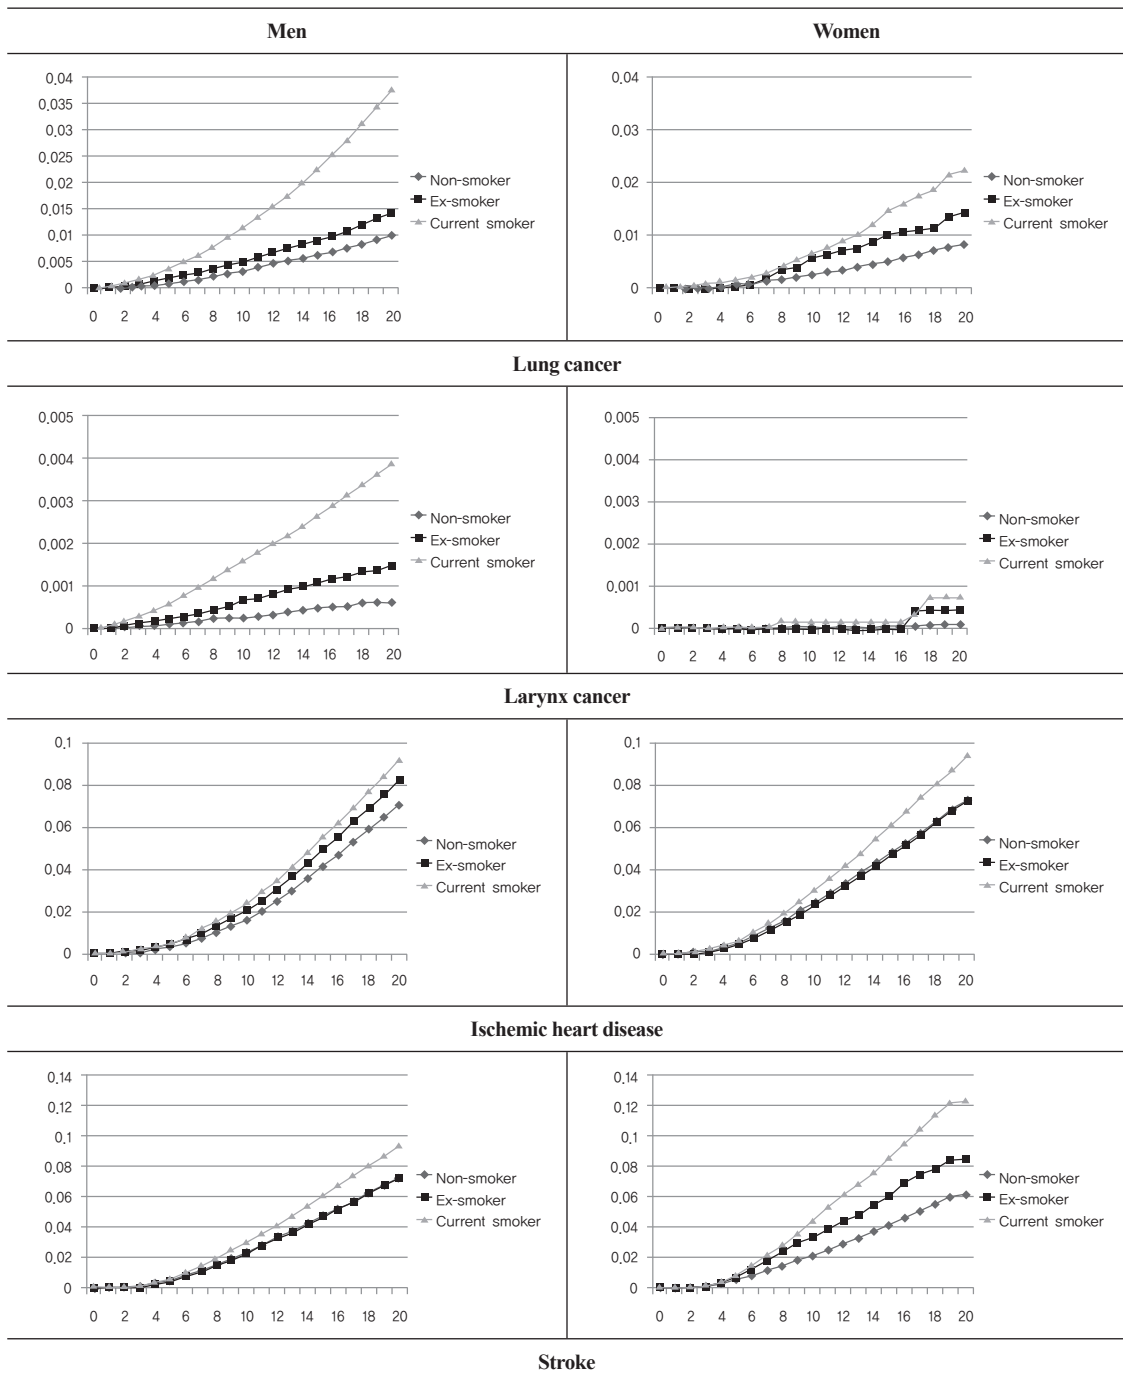 Men
Women
0.04
0.035
0.03
0.025
0.02
0.015
0.01
0.005
0
0 2 4 6 8 10 12 14 16 18 20
Non-smoker
Ex-smoker
Current smoker
0.04
0.03
0.02
0.01
0
0 2 4 6 8 10 12 14 16 18 20
Non-smoker
Ex-smoker
Current smoker
Lung cancer
0.005
0.004
0.003
0.002
0.001
0
0 2 4 6 8 10 12 14 16 18 20
Non-smoker
Ex-smoker
Current smoker
0.005
0.004
0.003
0.002
0.001
0
0 2 4 6 8 10 12 14 16 18 20
Non-smoker
Ex-smoker
Current smoker
Larynx cancer
0.1
0.08
0.06
0.04
0.02
0
0 2 4 6 8 10 12 14 16 18 20
Non-smoker
Ex-smoker
Current smoker
0.1
0.08
0.06
0.04
0.02
0
0 2 4 6 8 10 12 14 16 18 20
Non-smoker
Ex-smoker
Current smoker
Ischemic heart disease
0.14
0.12
0.1
0.08
0.06
0.04
0.02
0
0 2 4 6 8 10 12 14 16 18 20
Non-smoker
Ex-smoker
Current smoker
0.14
0.12
0.1
0.08
0.06
0.04
0.02
0
0 2 4 6 8 10 12 14 16 18 20
Non-smoker
Ex-smoker
Current smoker
Stroke